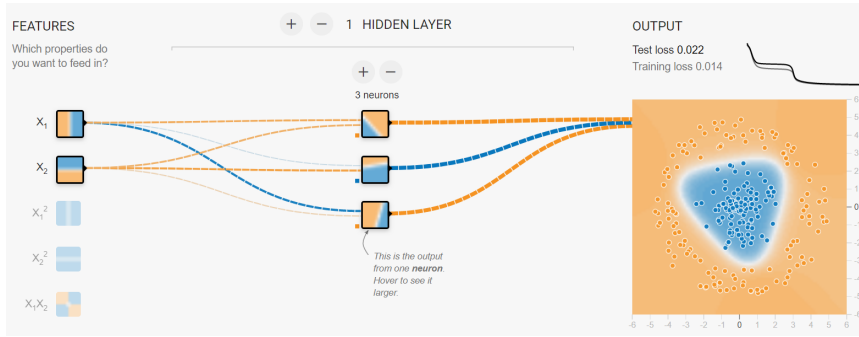 FEATURES
Which properties do
you want to feed in?
X₁
X₂
X₁²
X₂²
X₁X₂
+ − 1 HIDDEN LAYER
+ −
3 neurons
This is the output
from one neuron.
Hover to see it
larger.
OUTPUT
Test loss 0.022
Training loss 0.014
6
5
4
3
2
1
0
-1
-2
-3
-4
-5
-6
-6 -5 -4 -3 -2 -1 0 1 2 3 4 5 6